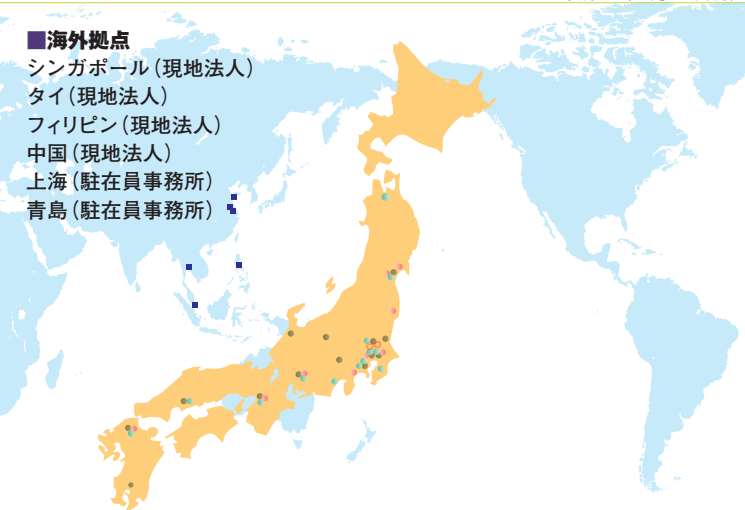 ■海外拠点
シンガポール(現地法人)
タイ(現地法人)
フィリピン(現地法人)
中国(現地法人)
上海(駐在員事務所)
青島(駐在員事務所)